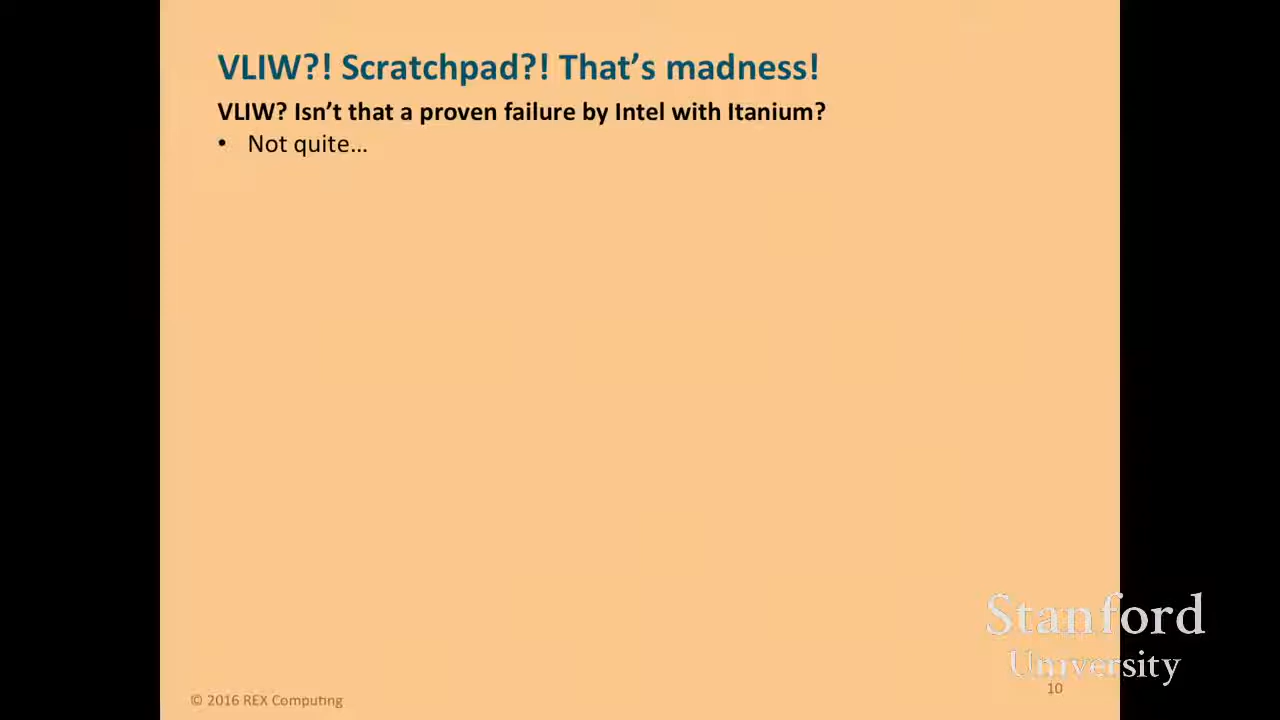 VLIW?! Scratchpad?! That’s madness!
VLIW? Isn’t that a proven failure by Intel with Itanium?
• Not quite…
Stanford
University
10
© 2016 REX Computing